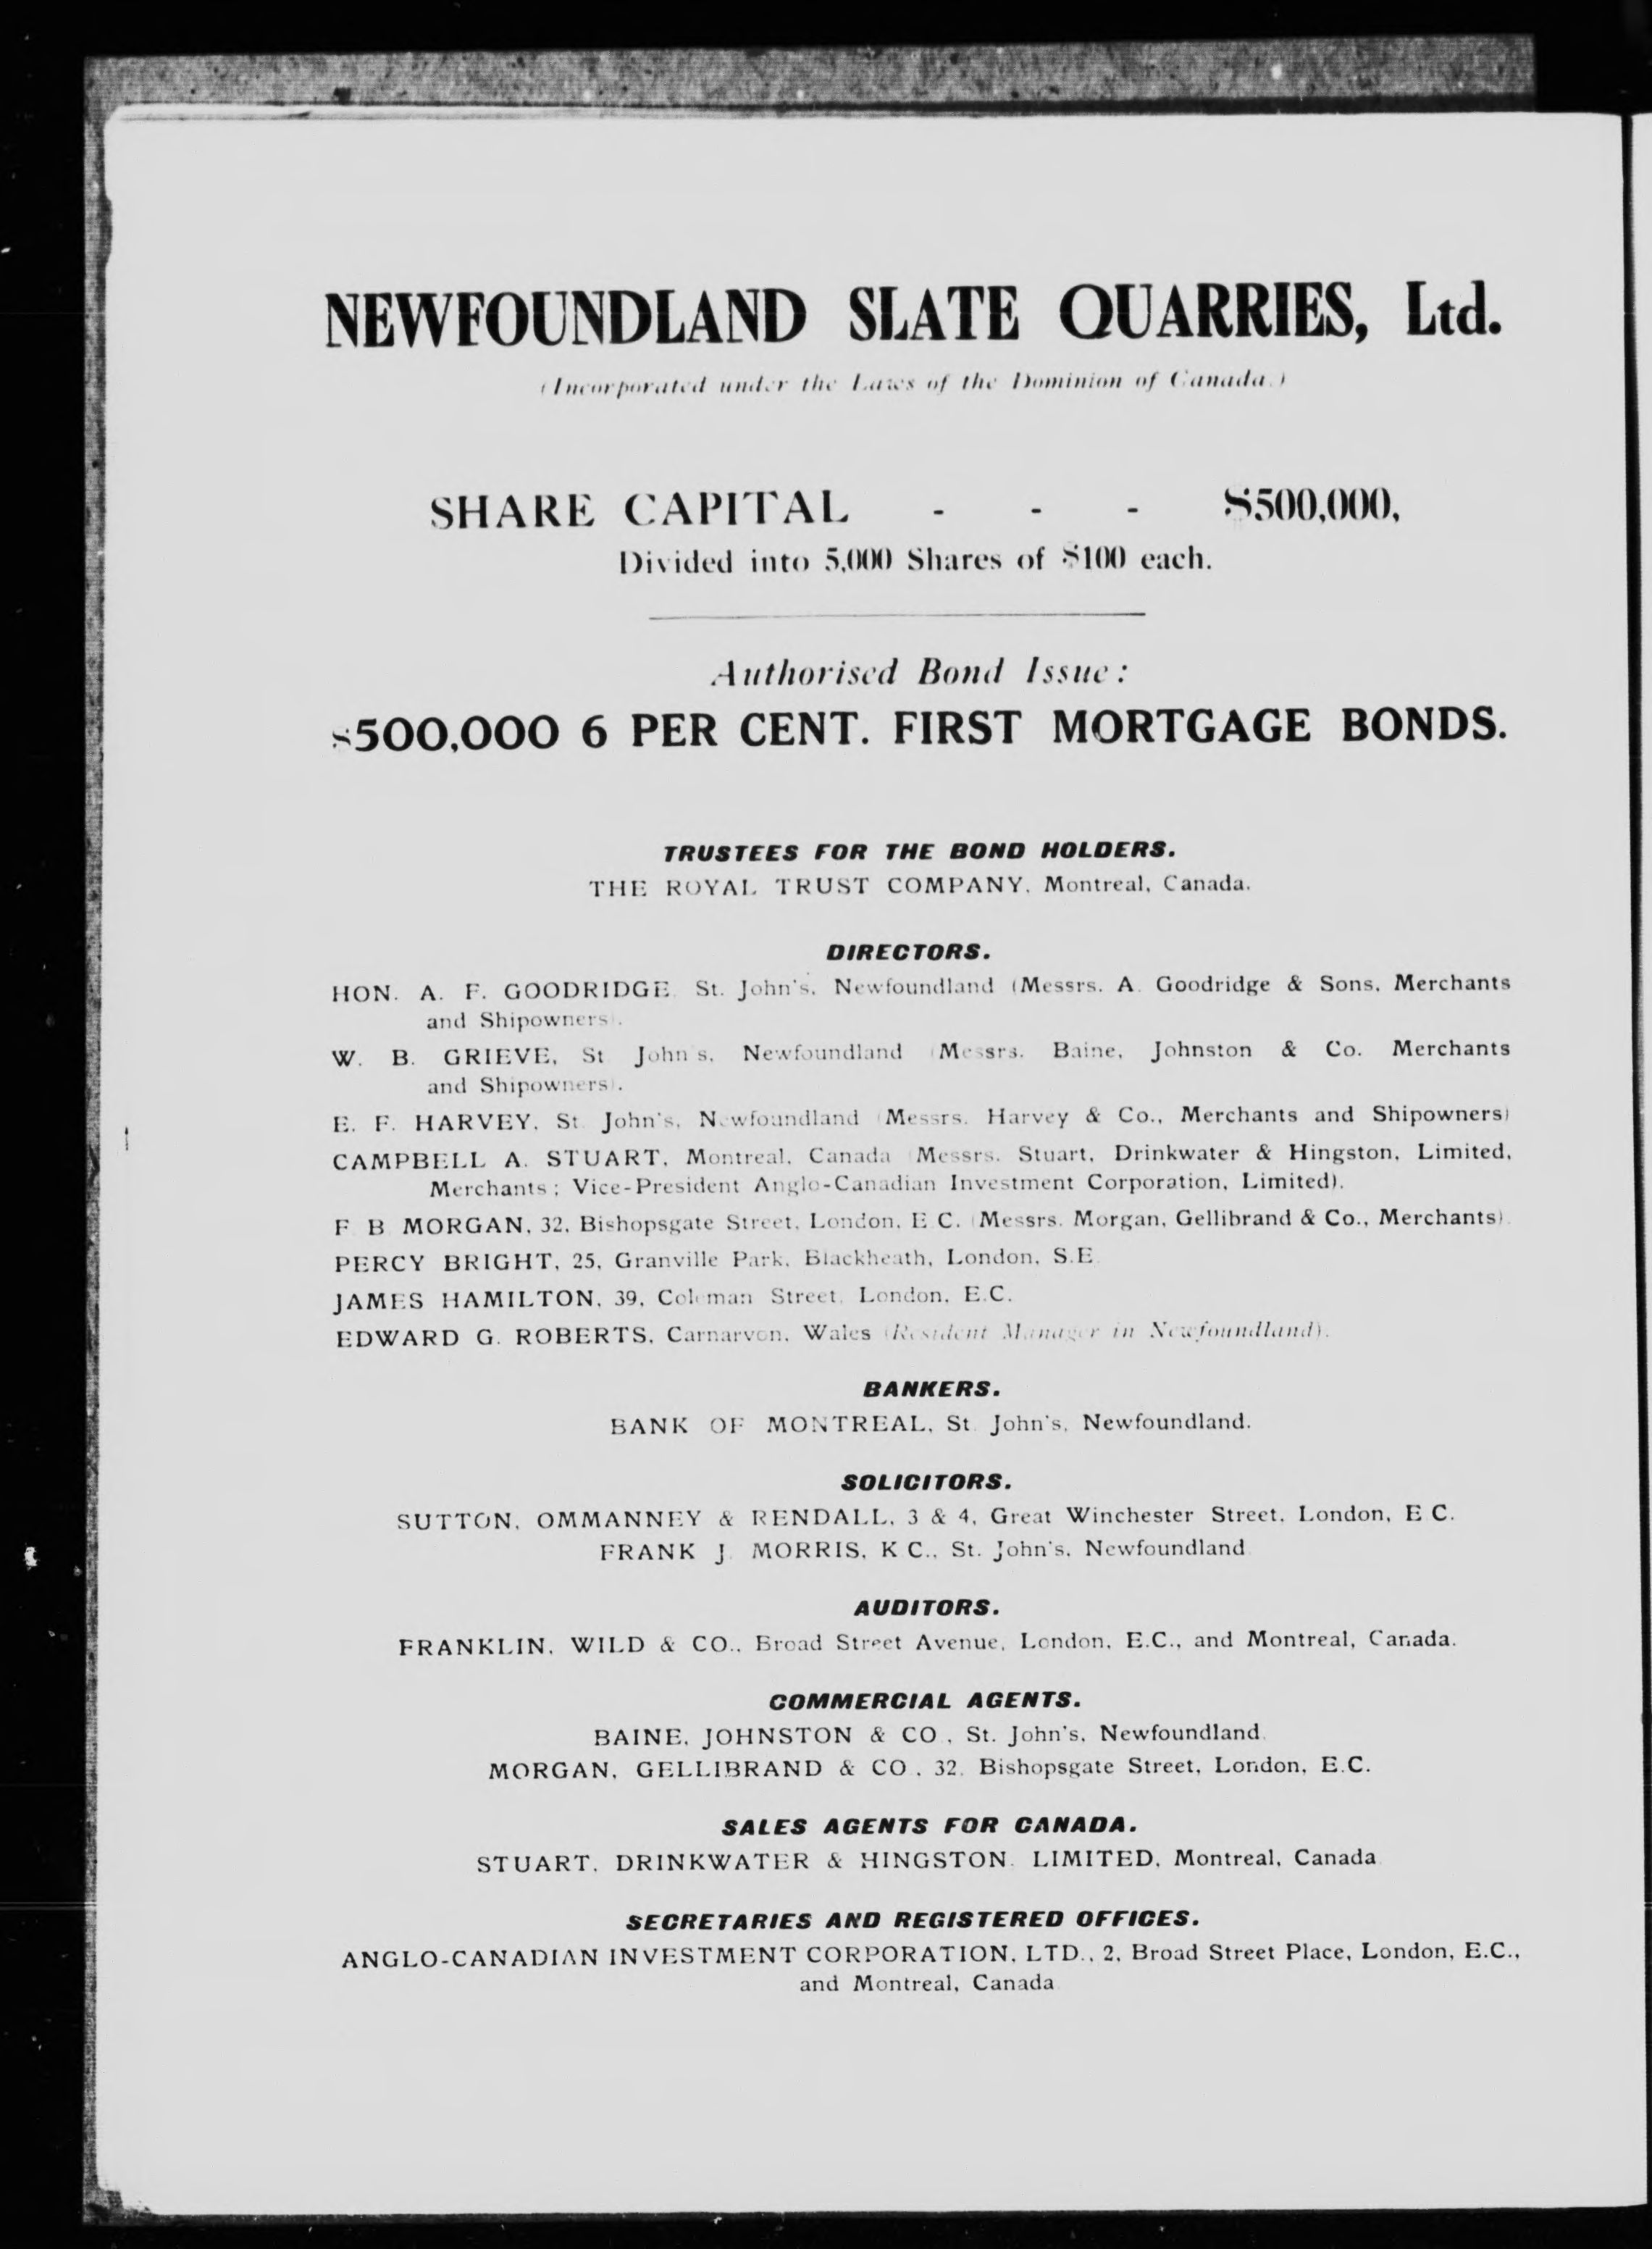 NEWFOUNDLAND SLATE QUARRIES, Ltd.
(Incorporated under the Laws of the Dominion of Canada.)
SHARE CAPITAL - - - $500,000,
Divided into 5,000 Shares of $100 each.
Authorised Bond Issue:
$500,000 6 PER CENT. FIRST MORTGAGE BONDS.
TRUSTEES FOR THE BOND HOLDERS.
THE ROYAL TRUST COMPANY, Montreal, Canada.
DIRECTORS.
HON. A. F. GOODRIDGE, St. John's, Newfoundland (Messrs. A. Goodridge & Sons, Merchants
and Shipowners).
W. B. GRIEVE, St John's, Newfoundland (Messrs. Baine, Johnston & Co. Merchants
and Shipowners).
E. F. HARVEY, St. John's, Newfoundland (Messrs. Harvey & Co., Merchants and Shipowners)
CAMPBELL A. STUART, Montreal, Canada (Messrs. Stuart, Drinkwater & Hingston, Limited,
Merchants; Vice-President Anglo-Canadian Investment Corporation, Limited).
F B MORGAN, 32, Bishopsgate Street, London, E.C. (Messrs. Morgan, Gellibrand & Co., Merchants).
PERCY BRIGHT, 25, Granville Park, Blackheath, London, S.E.
JAMES HAMILTON, 39, Coleman Street, London, E.C.
EDWARD G. ROBERTS, Carnarvon, Wales (Resident Manager in Newfoundland).
BANKERS.
BANK OF MONTREAL, St. John's, Newfoundland.
SOLICITORS.
SUTTON, OMMANNEY & RENDALL, 3 & 4, Great Winchester Street, London, E C.
FRANK J. MORRIS, K C., St. John's, Newfoundland.
AUDITORS.
FRANKLIN, WILD & CO., Broad Street Avenue, London, E.C., and Montreal, Canada.
COMMERCIAL AGENTS.
BAINE, JOHNSTON & CO., St. John's, Newfoundland.
MORGAN, GELLIBRAND & CO., 32, Bishopsgate Street, London, E.C.
SALES AGENTS FOR CANADA.
STUART, DRINKWATER & HINGSTON, LIMITED, Montreal, Canada
SECRETARIES AND REGISTERED OFFICES.
ANGLO-CANADIAN INVESTMENT CORPORATION, LTD., 2, Broad Street Place, London, E.C.,
and Montreal, Canada